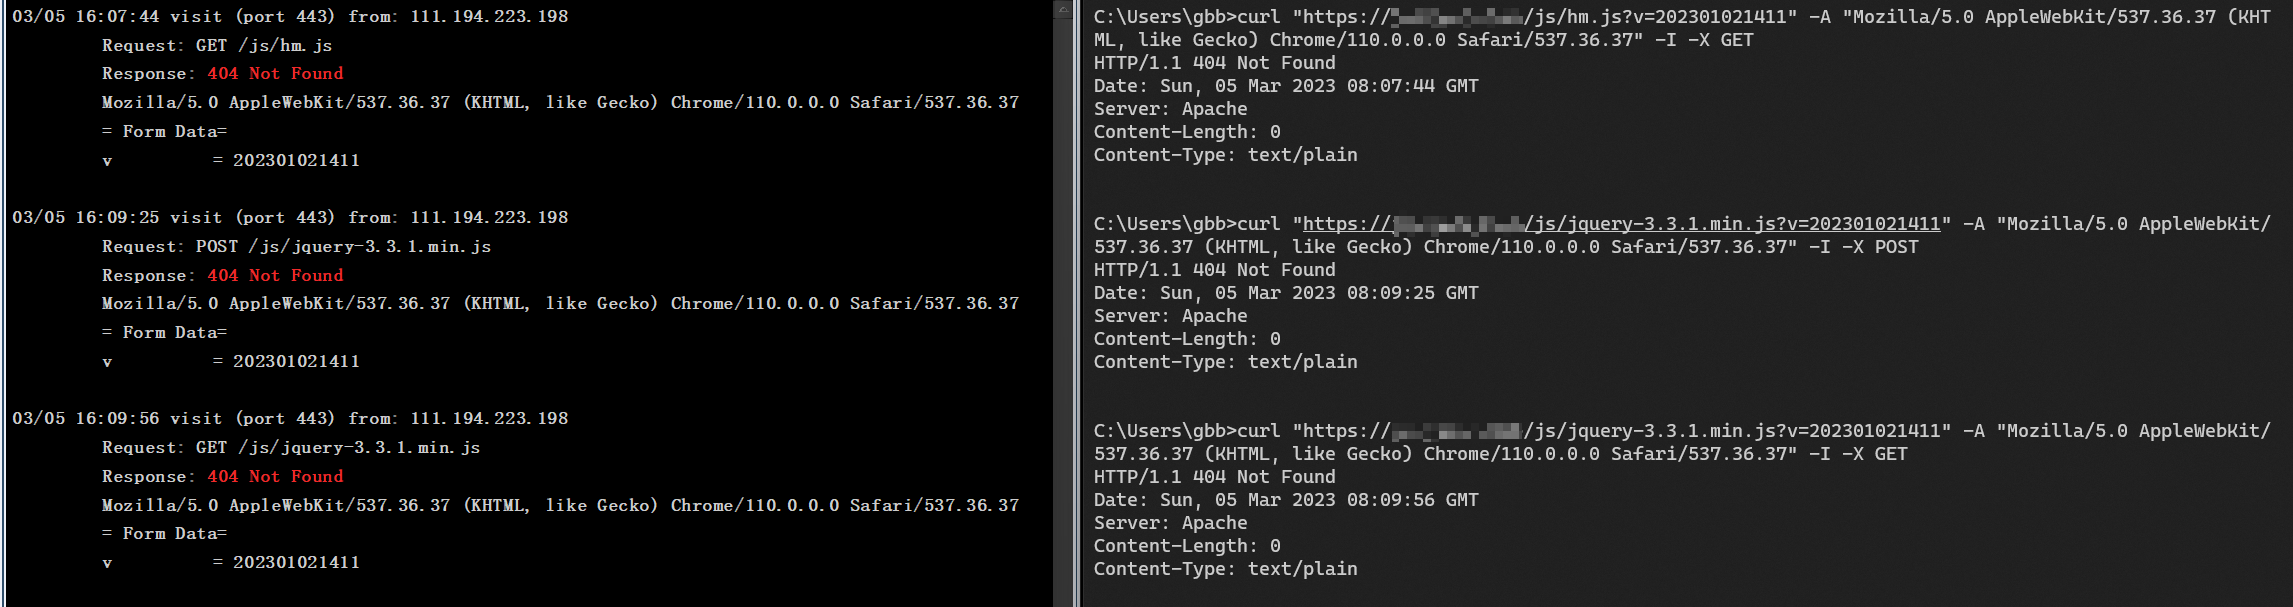 03/05 16:07:44 visit (port 443) from: 111.194.223.198
Request: GET /js/hm.js
Response: 404 Not Found
Mozilla/5.0 AppleWebKit/537.36.37 (KHTML, like Gecko) Chrome/110.0.0.0 Safari/537.36.37
= Form Data=
v = 202301021411
03/05 16:09:25 visit (port 443) from: 111.194.223.198
Request: POST /js/jquery-3.3.1.min.js
Response: 404 Not Found
Mozilla/5.0 AppleWebKit/537.36.37 (KHTML, like Gecko) Chrome/110.0.0.0 Safari/537.36.37
= Form Data=
v = 202301021411
03/05 16:09:56 visit (port 443) from: 111.194.223.198
Request: GET /js/jquery-3.3.1.min.js
Response: 404 Not Found
Mozilla/5.0 AppleWebKit/537.36.37 (KHTML, like Gecko) Chrome/110.0.0.0 Safari/537.36.37
= Form Data=
v = 202301021411
C:\Users\gbb>curl "https:// /js/hm.js?v=202301021411" -A "Mozilla/5.0 AppleWebKit/537.36.37 (KHT
ML, like Gecko) Chrome/110.0.0.0 Safari/537.36.37" -I -X GET
HTTP/1.1 404 Not Found
Date: Sun, 05 Mar 2023 08:07:44 GMT
Server: Apache
Content-Length: 0
Content-Type: text/plain
C:\Users\gbb>curl "https:// /js/jquery-3.3.1.min.js?v=202301021411" -A "Mozilla/5.0 AppleWebKit/
537.36.37 (KHTML, like Gecko) Chrome/110.0.0.0 Safari/537.36.37" -I -X POST
HTTP/1.1 404 Not Found
Date: Sun, 05 Mar 2023 08:09:25 GMT
Server: Apache
Content-Length: 0
Content-Type: text/plain
C:\Users\gbb>curl "https:// /js/jquery-3.3.1.min.js?v=202301021411" -A "Mozilla/5.0 AppleWebKit/
537.36.37 (KHTML, like Gecko) Chrome/110.0.0.0 Safari/537.36.37" -I -X GET
HTTP/1.1 404 Not Found
Date: Sun, 05 Mar 2023 08:09:56 GMT
Server: Apache
Content-Length: 0
Content-Type: text/plain